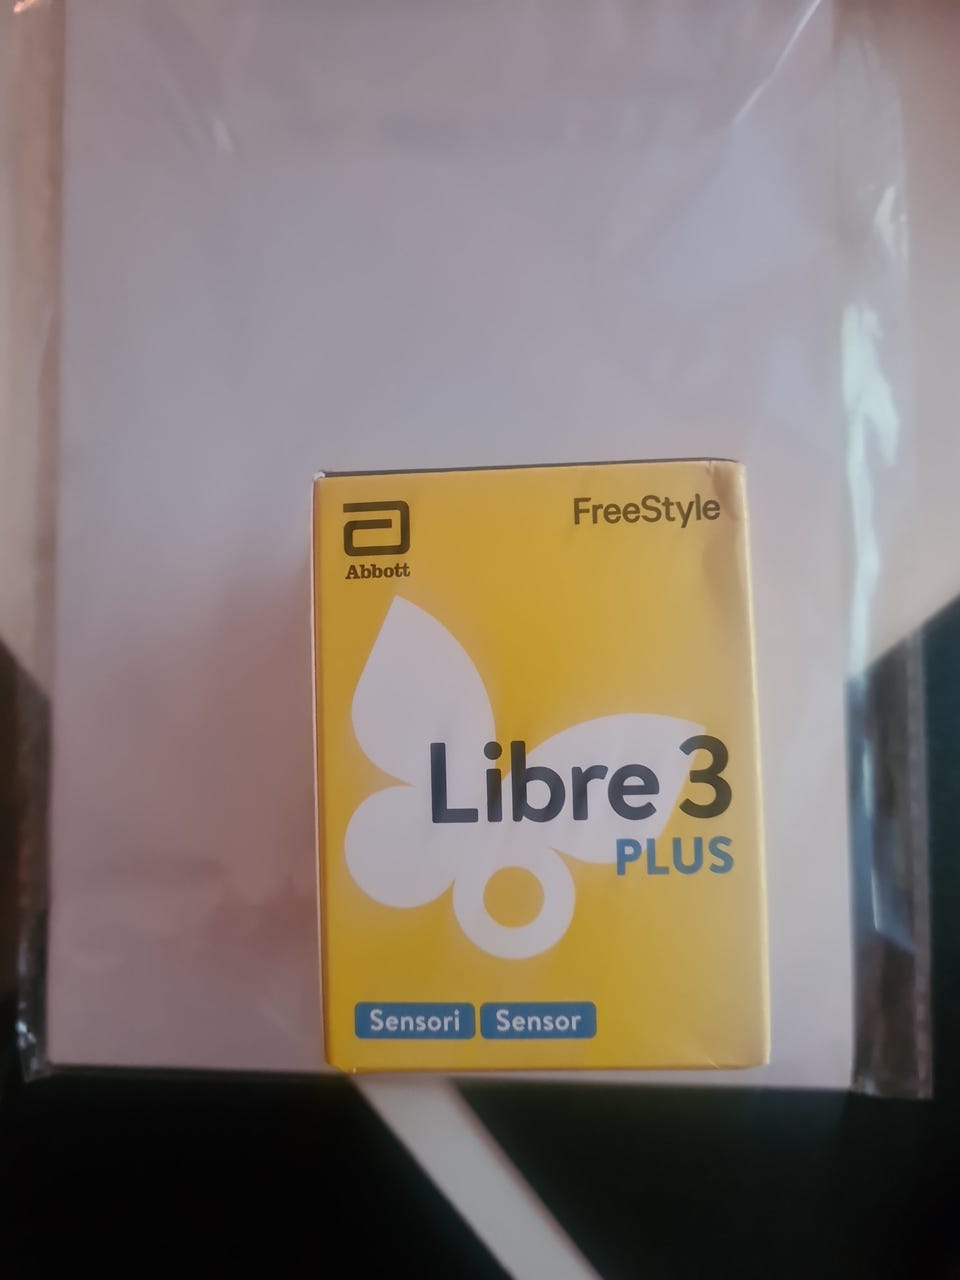 FreeStyle
Abbott
Libre 3
PLUS
Sensori Sensor